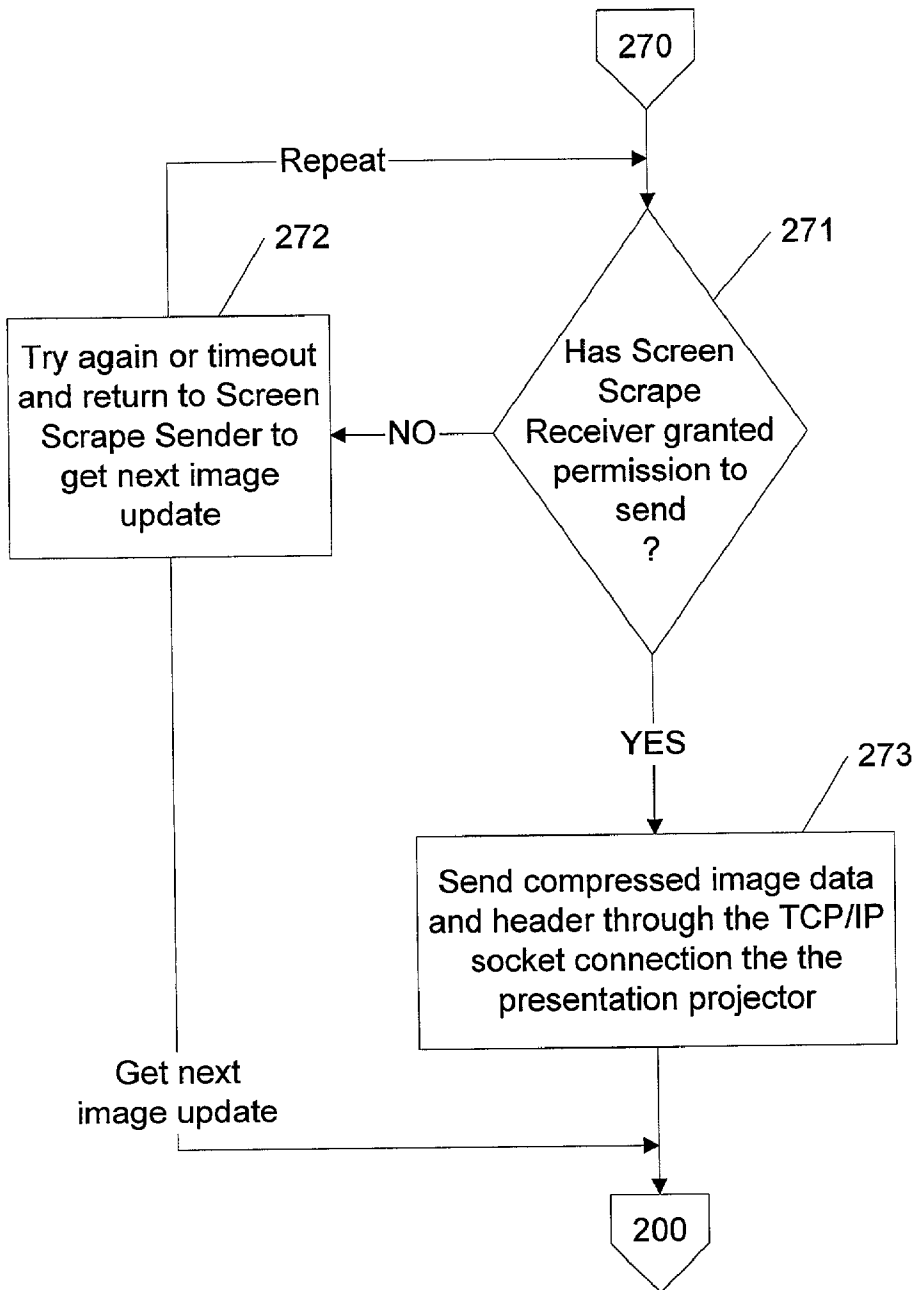 270
Repeat
272
271
Try again or timeout
and return to Screen
Scrape Sender to
get next image
update
NO
Has Screen
Scrape
Receiver granted
permission to
send
?
YES
273
Send compressed image data
and header through the TCP/IP
socket connection the the
presentation projector
Get next
image update
200